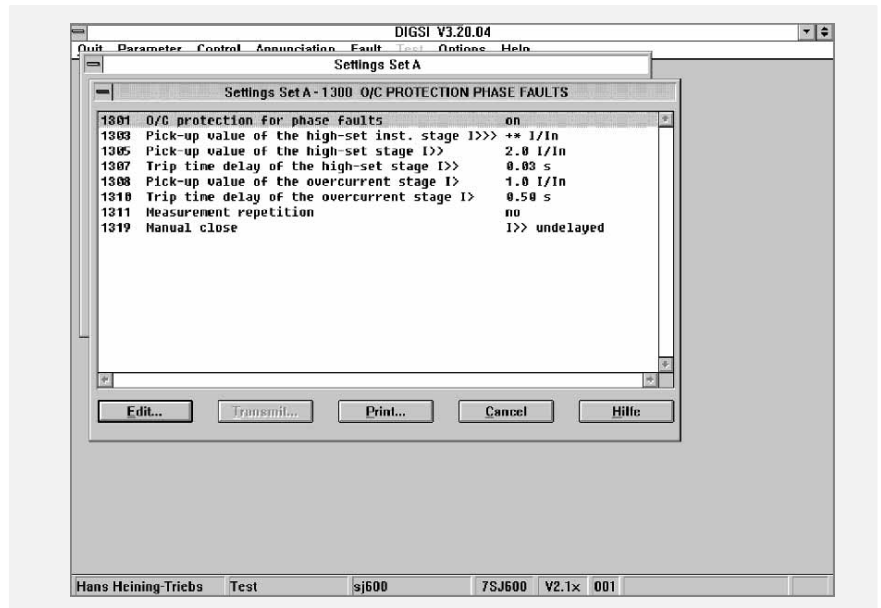 DIGSI V3.20.04
Quit Parameter Control Annunciation Fault Test Options Help
Settings Set A
Settings Set A - 1300 O/C PROTECTION PHASE FAULTS
1301 O/C protection for phase faults on
1303 Pick-up value of the high-set inst. stage I>>> ** I/In
1305 Pick-up value of the high-set stage I>> 2.0 I/In
1307 Trip time delay of the high-set stage I>> 0.03 s
1308 Pick-up value of the overcurrent stage I> 1.0 I/In
1310 Trip time delay of the overcurrent stage I> 0.50 s
1311 Measurement repetition no
1319 Manual close I>> undelayed
Edit... Transmit... Print... Cancel Hilfe
Hans Heining-Triebs Test sj600 7SJ600 V2.1x 001